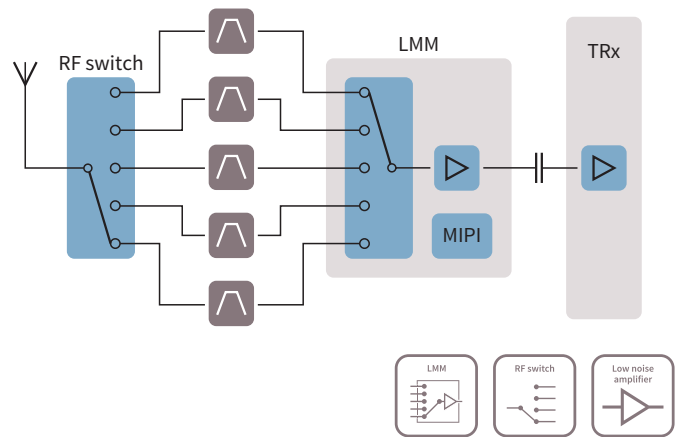 LMM
TRx
RF switch
MIPI
LMM
RF switch
Low noise
amplifier